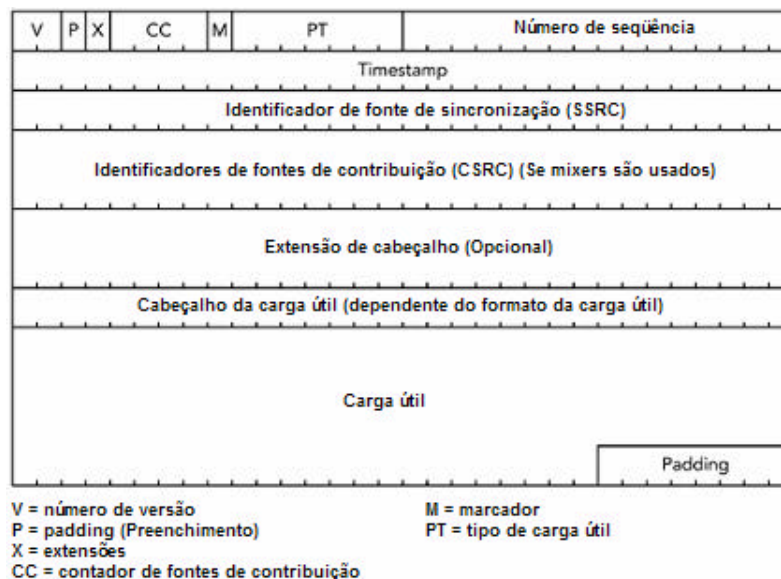 V P X CC M PT Número de seqüência
Timestamp
Identificador de fonte de sincronização (SSRC)
Identificadores de fontes de contribuição (CSRC) (Se mixers são usados)
Extensão de cabeçalho (Opcional)
Cabeçalho da carga útil (dependente do formato da carga útil)
Carga útil
Padding
V = número de versão
P = padding (Preenchimento)
X = extensões
CC = contador de fontes de contribuição
M = marcador
PT = tipo de carga útil